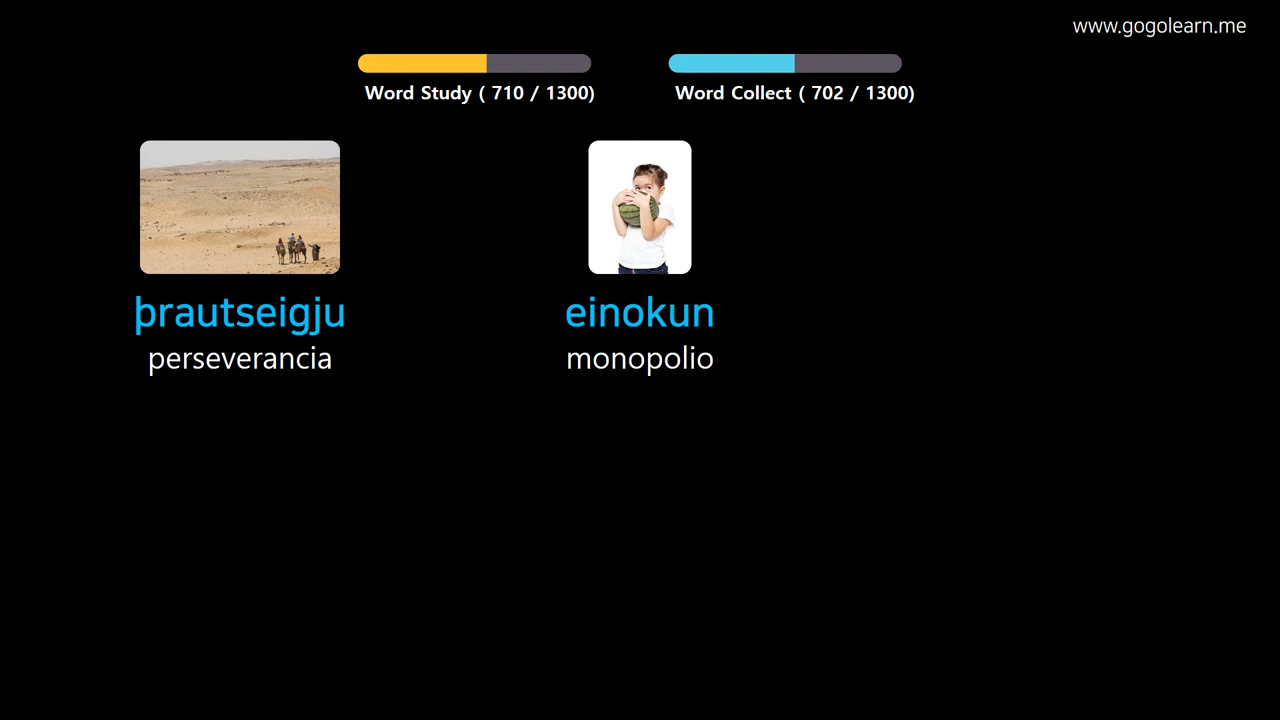 www.gogolearn.me
Word Study ( 710 / 1300)
Word Collect ( 702 / 1300)
þrautseigju
einokun
perseverancia
monopolio